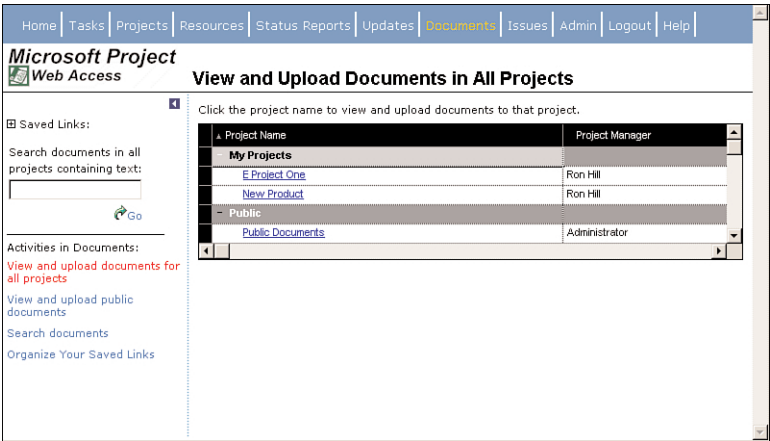 Home Tasks Projects Resources Status Reports Updates Documents Issues Admin Logout Help
Microsoft Project
Web Access
View and Upload Documents in All Projects
Saved Links:
Search documents in all
projects containing text:
Go
Activities in Documents:
View and upload documents for
all projects
View and upload public
documents
Search documents
Organize Your Saved Links
Click the project name to view and upload documents to that project.
Project Name Project Manager
My Projects
E Project One Ron Hill
New Product Ron Hill
Public
Public Documents Administrator